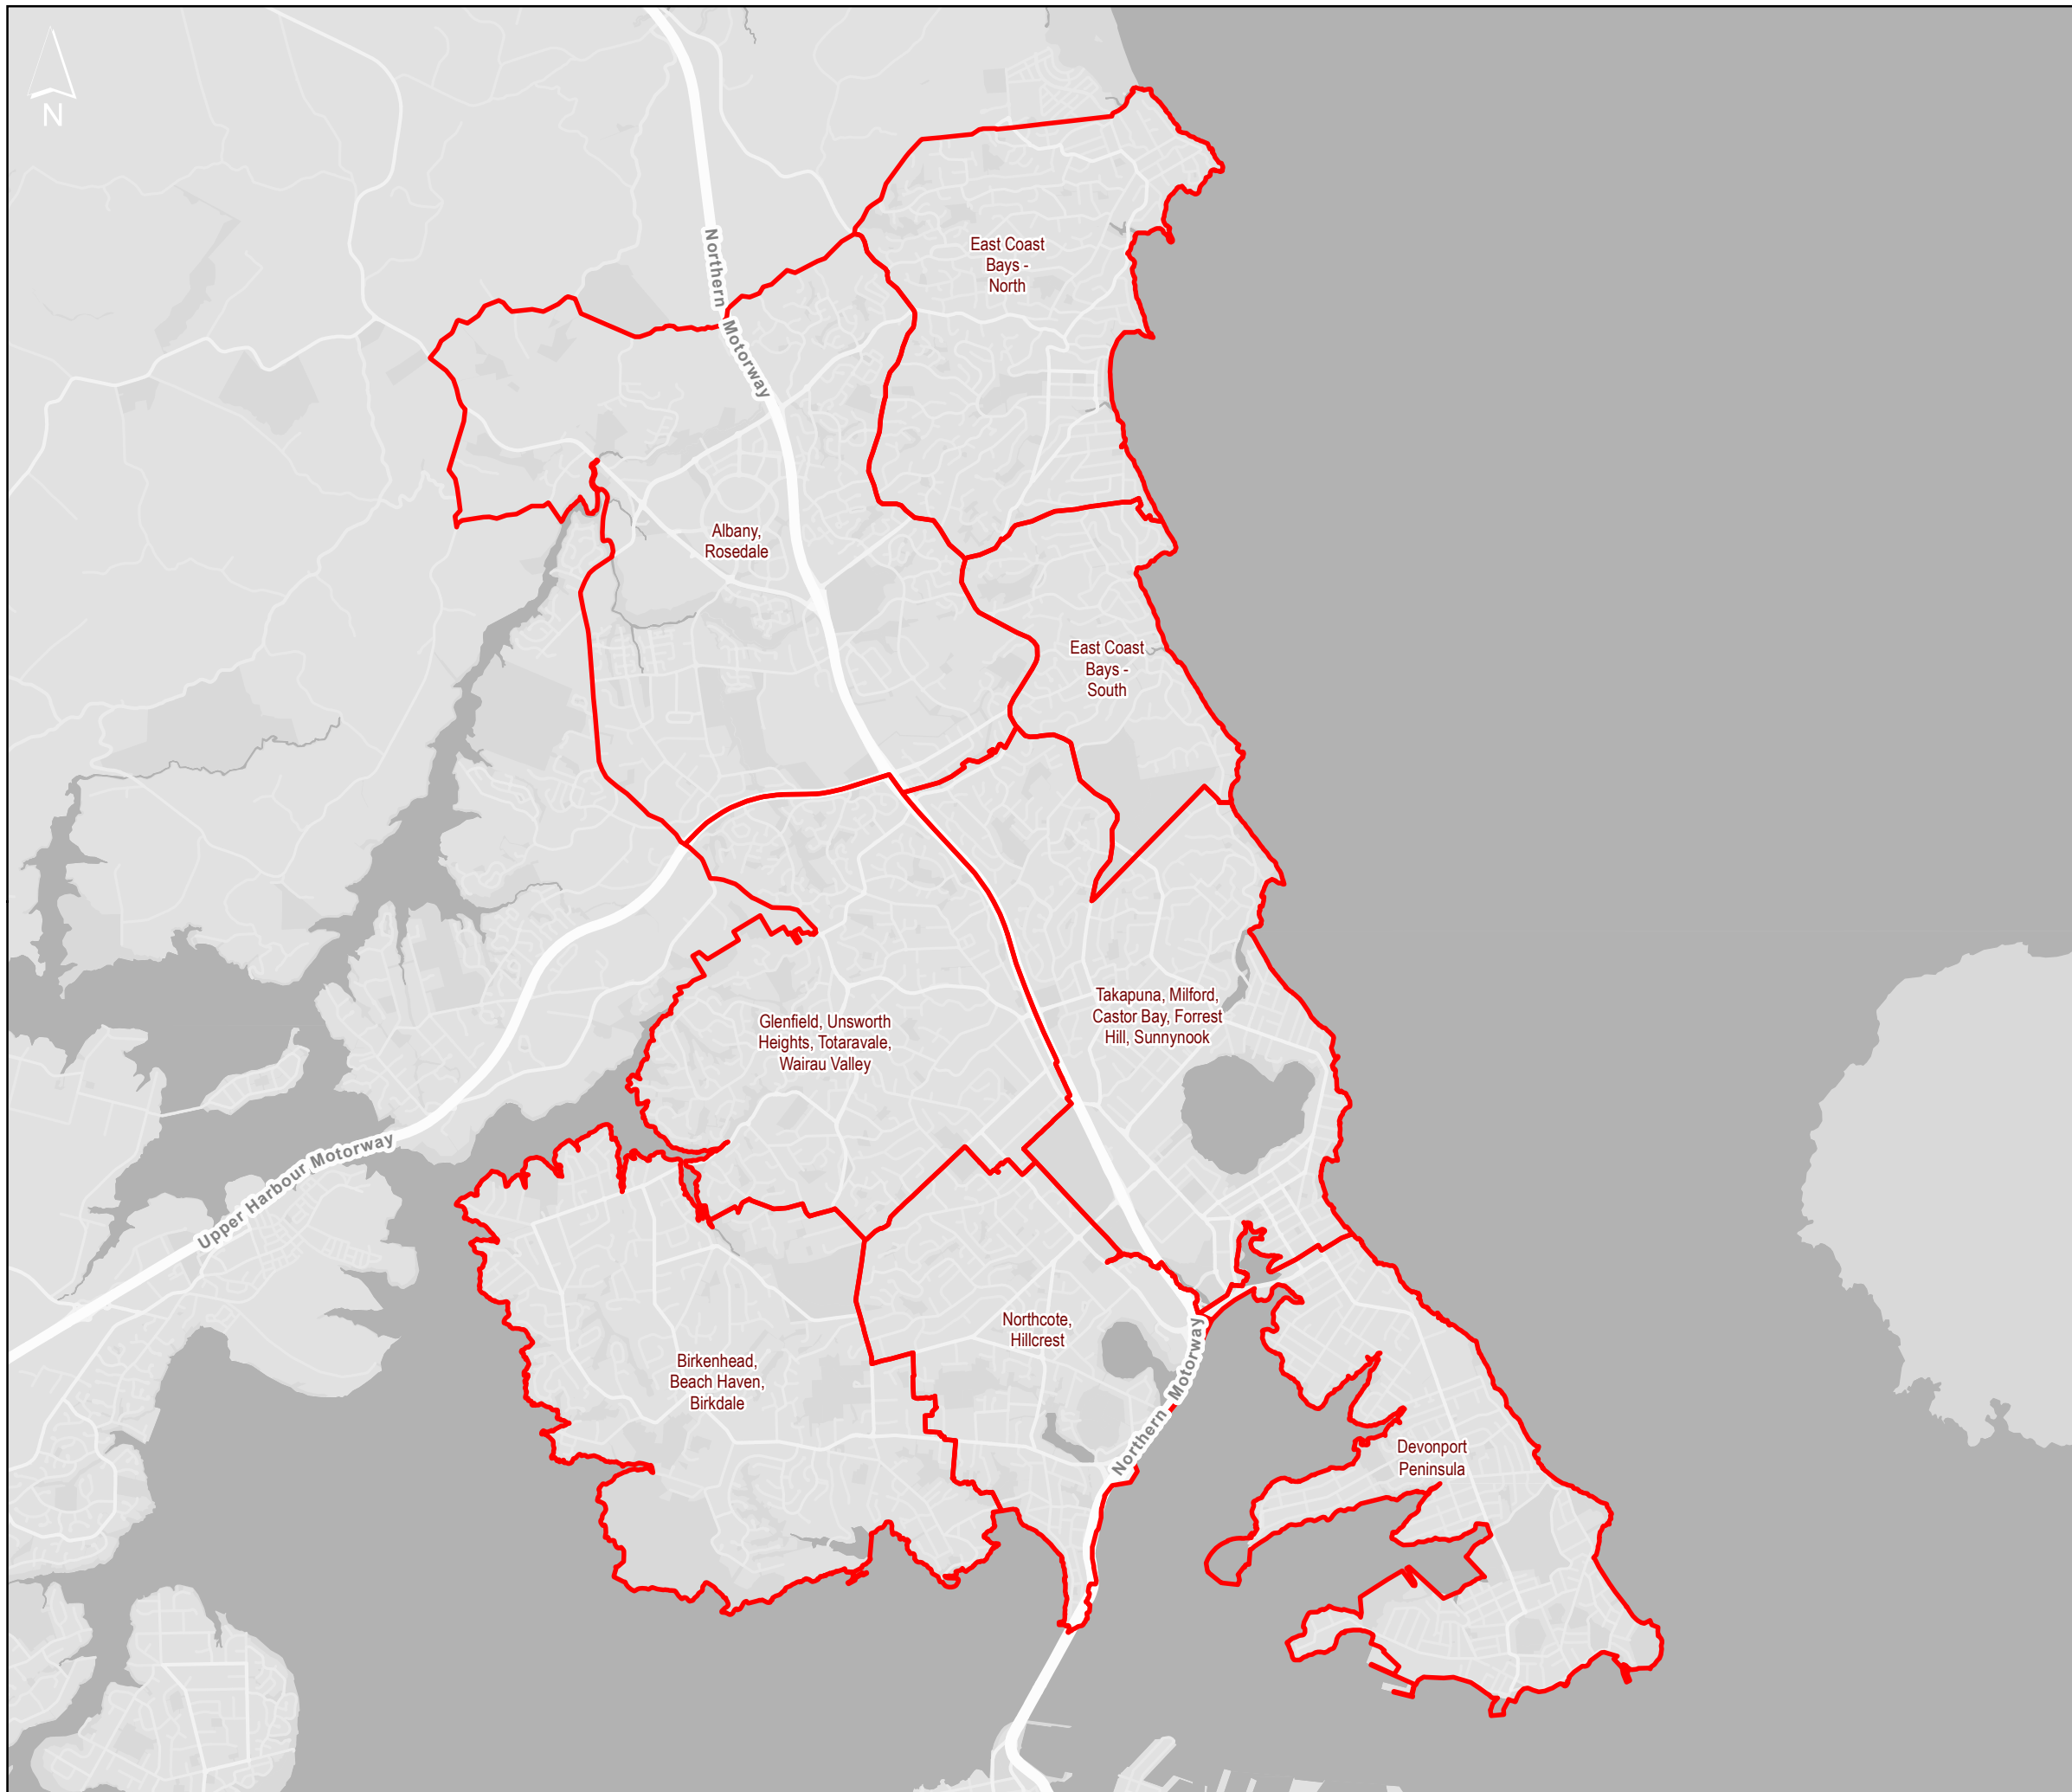 N
Northern Motorway
East Coast
Bays -
North
Albany,
Rosedale
East Coast
Bays -
South
Takapuna, Milford,
Castor Bay, Forrest
Hill, Sunnynook
Glenfield, Unsworth
Heights, Totaravale,
Wairau Valley
Upper Harbour Motorway
Northcote,
Hillcrest
Birkenhead,
Beach Haven,
Birkdale
Northern Motorway
Devonport
Peninsula